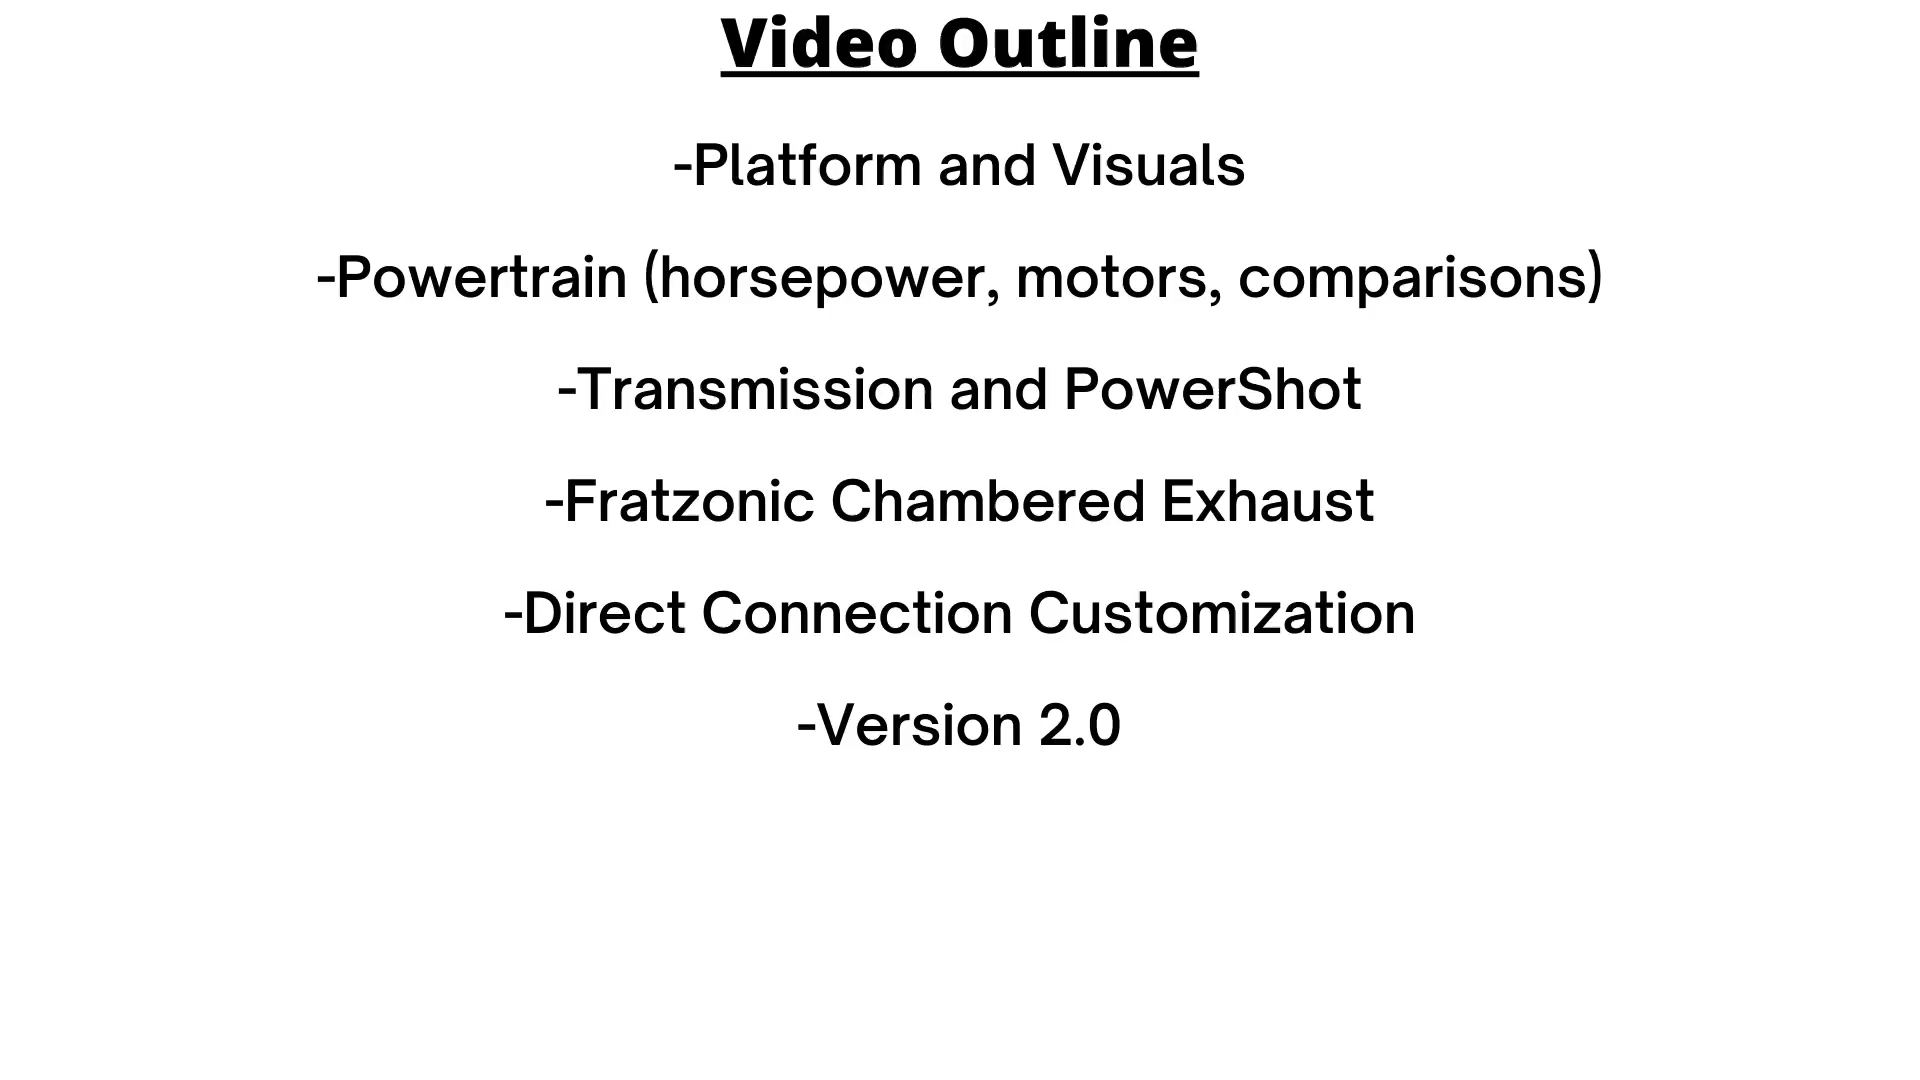 Video Outline
-Platform and Visuals
-Powertrain (horsepower, motors, comparisons)
-Transmission and PowerShot
-Fratzonic Chambered Exhaust
-Direct Connection Customization
-Version 2.0